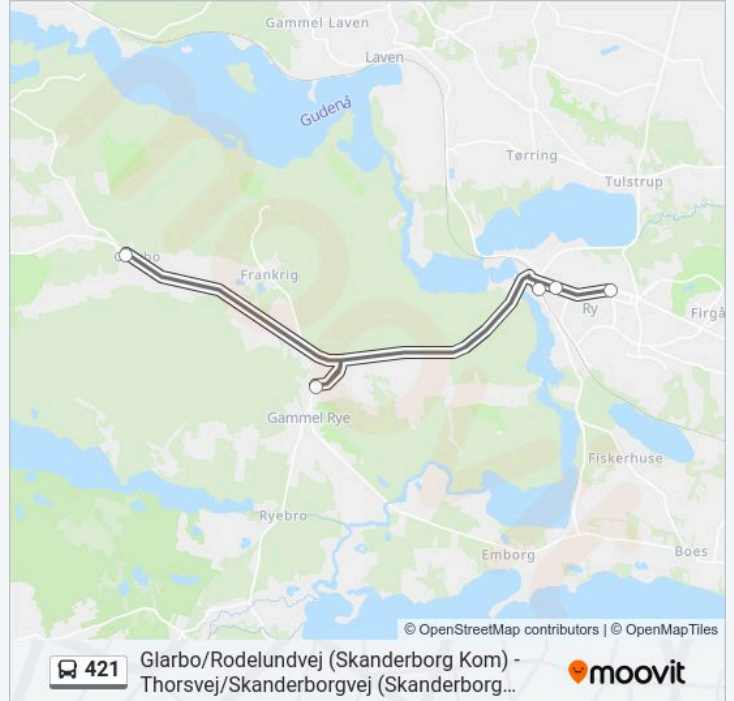 Gammel Laven
Laven
Gudenå
Tørring
Tulstrup
Glarbo
Frankrig
Ry
Firgå
Gammel Rye
Fiskerhuse
Ryebro
Emborg
Boes
© OpenStreetMap contributors | © OpenMapTiles
421
Glarbo/Rodelundvej (Skanderborg Kom) -
Thorsvej/Skanderborgvej (Skanderborg…
moovit